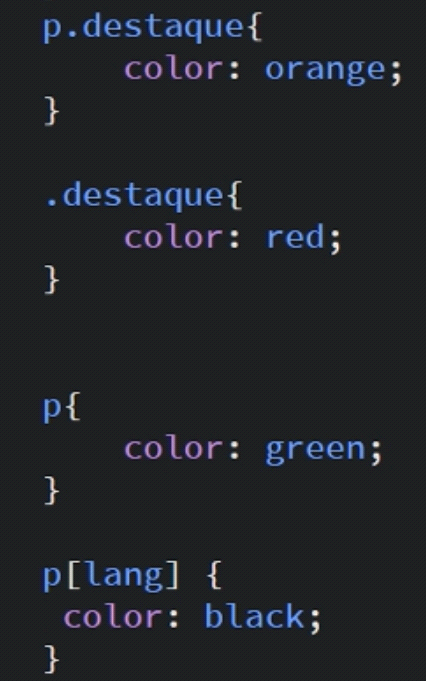 p.destaque{
    color: orange;
}
.destaque{
    color: red;
}
p{
    color: green;
}
p[lang] {
 color: black;
}